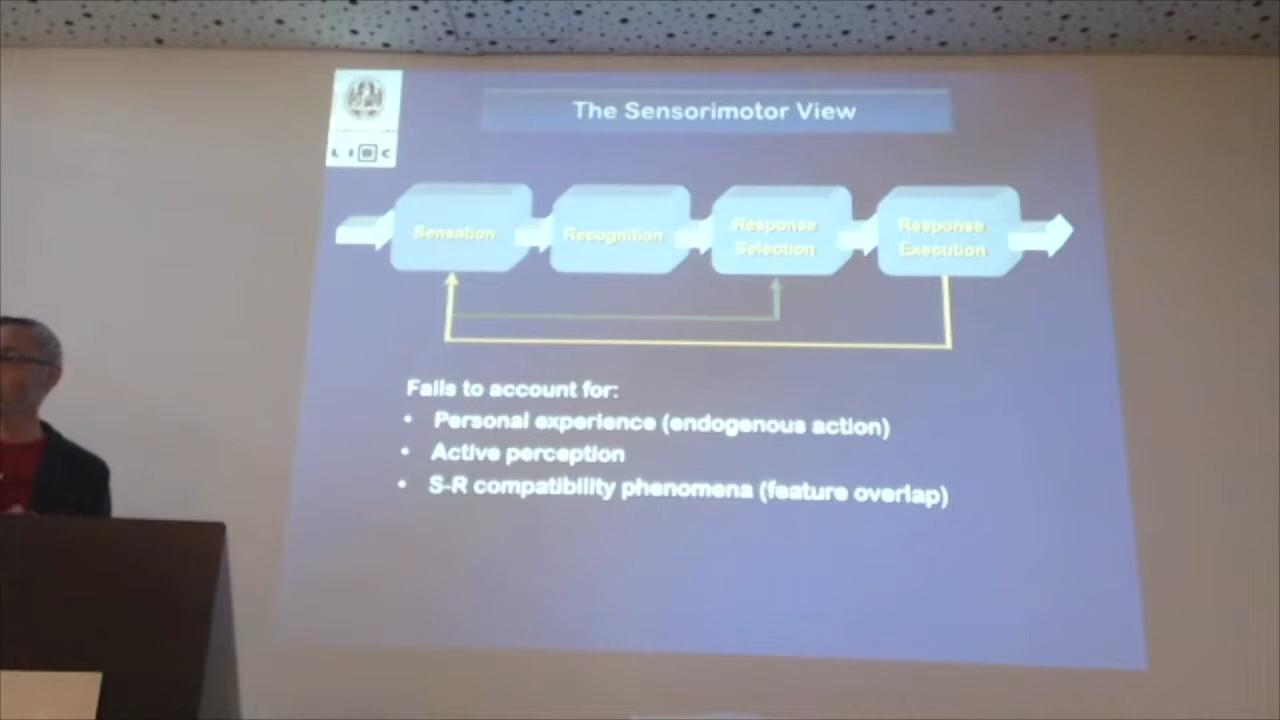 The Sensorimotor View
L I B C
Sensation
Recognition
Response
Selection
Response
Execution
Fails to account for:
• Personal experience (endogenous action)
• Active perception
• S-R compatibility phenomena (feature overlap)